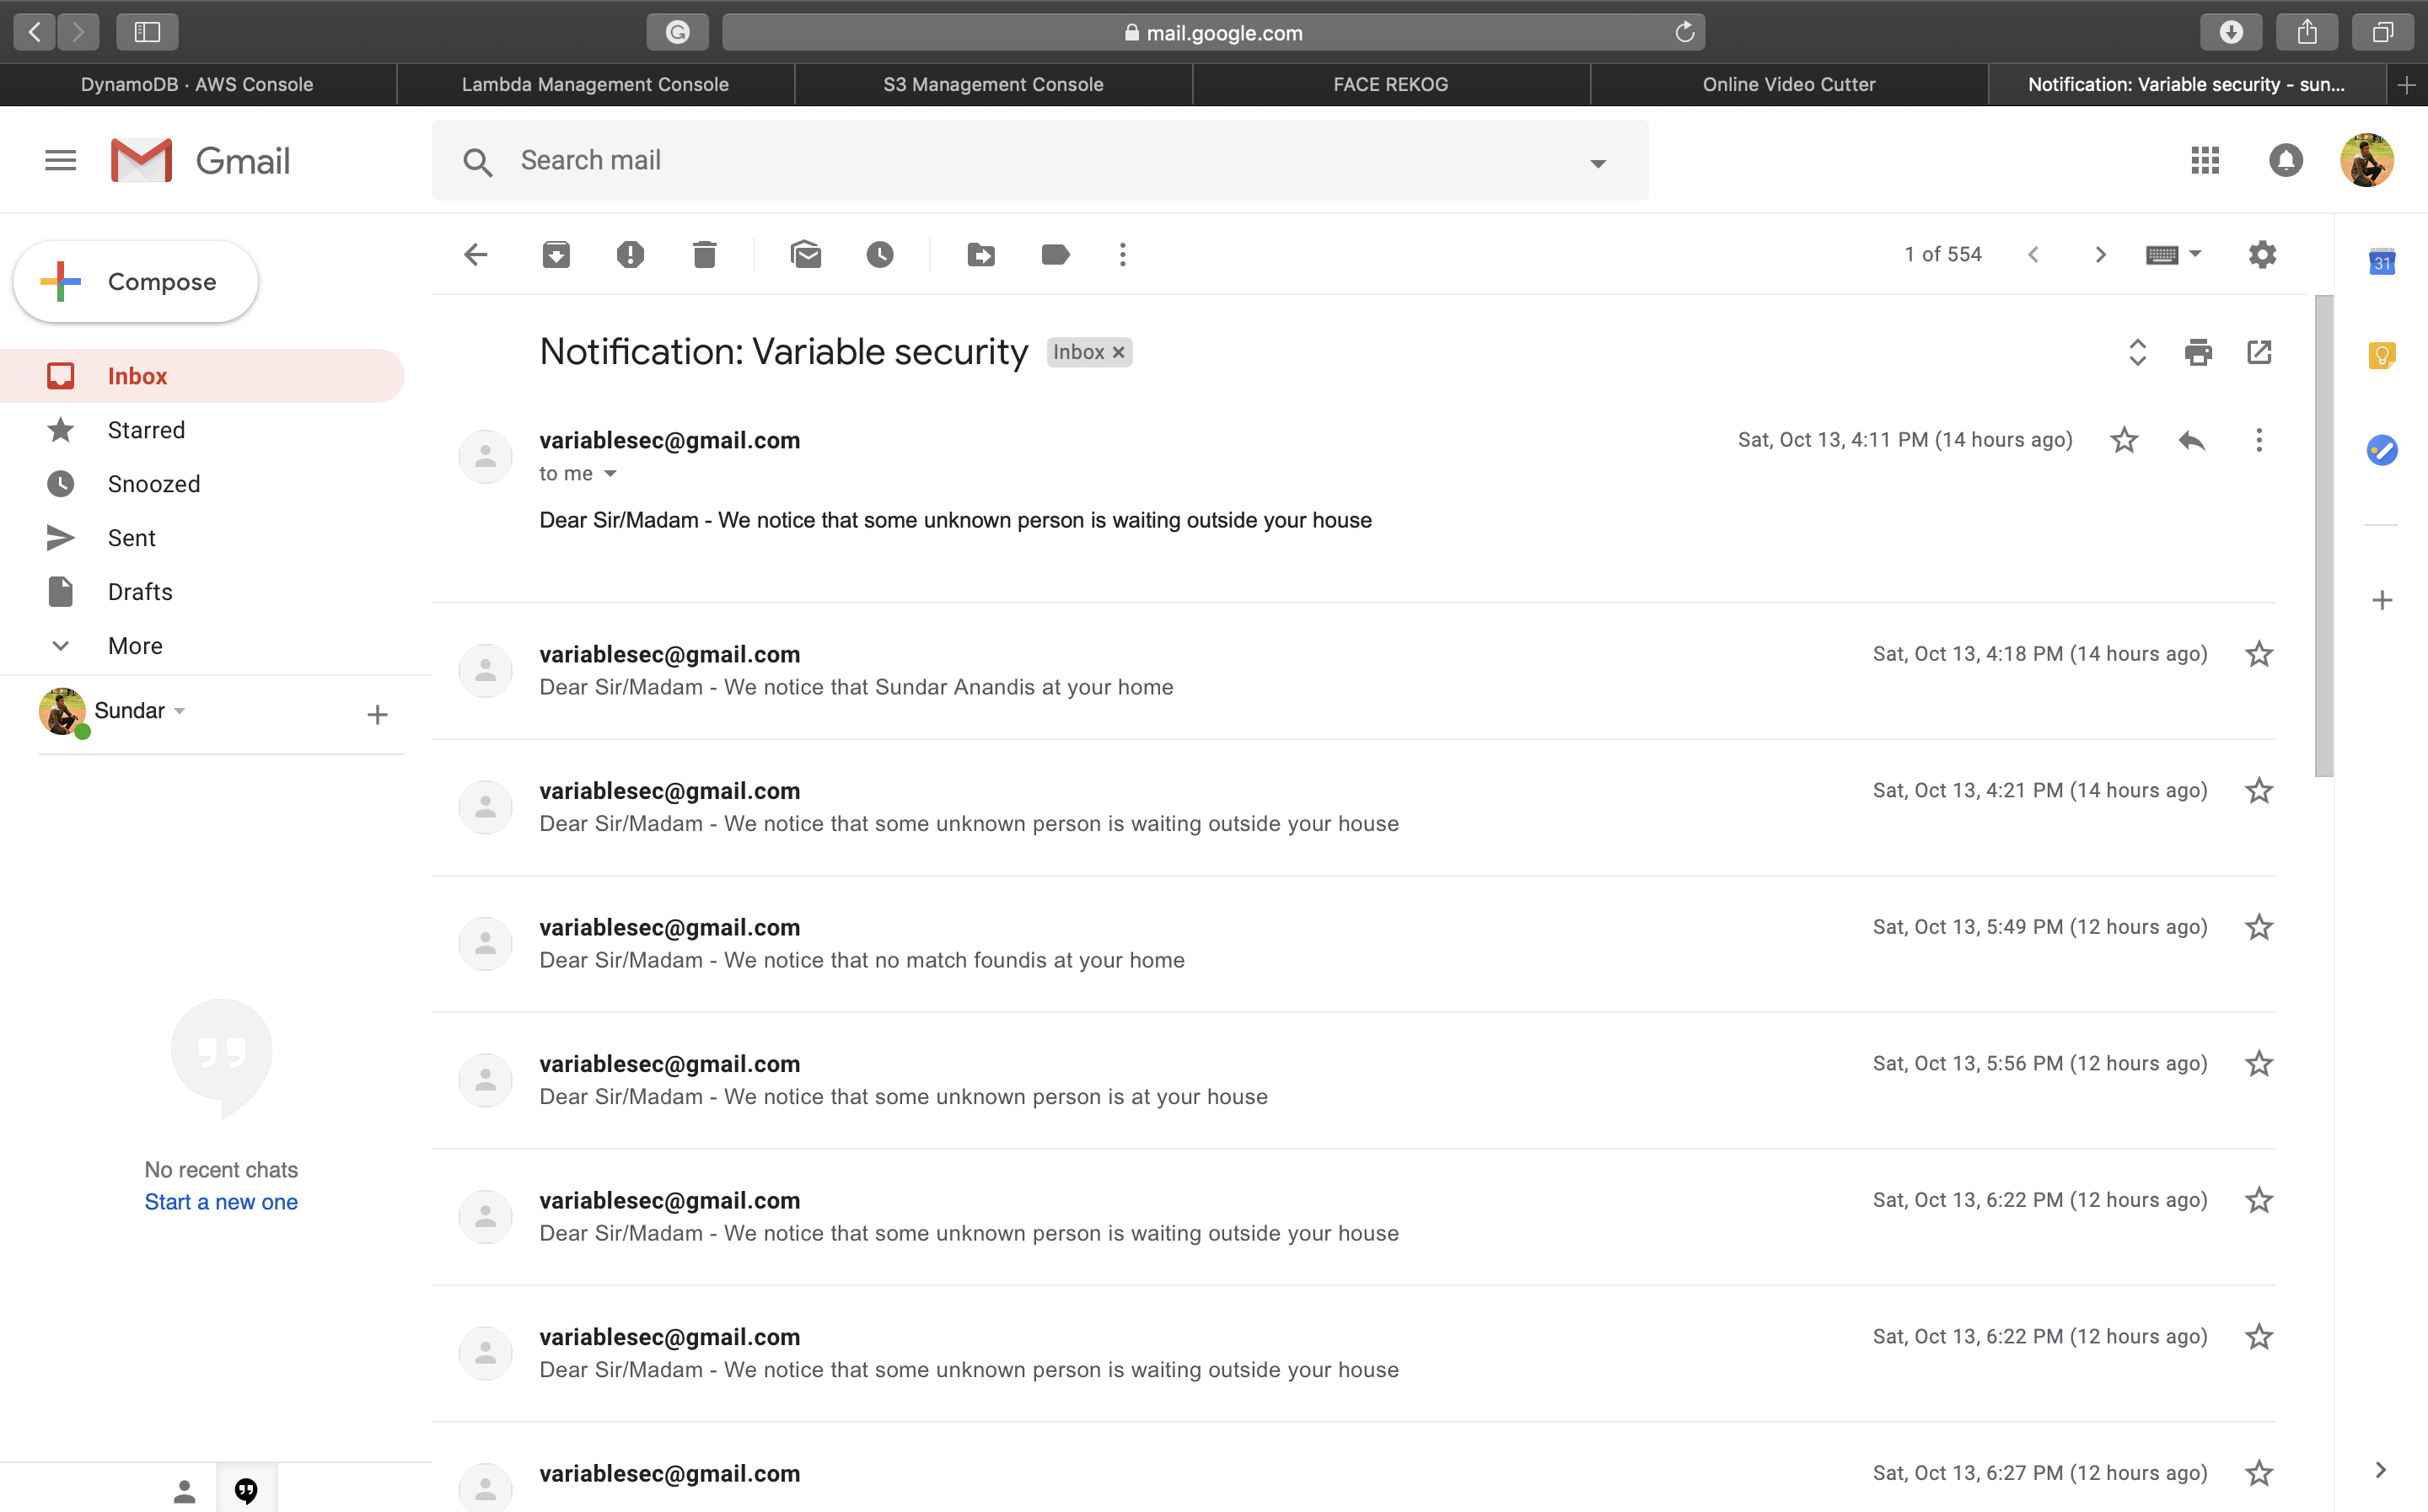 mail.google.com
DynamoDB · AWS Console
Lambda Management Console
S3 Management Console
FACE REKOG
Online Video Cutter
Notification: Variable security - sun...
Gmail
Search mail
Compose
1 of 554
31
Inbox
Starred
Snoozed
Sent
Drafts
More
Sundar
No recent chats
Start a new one
Notification: Variable security
Inbox ×
variablesec@gmail.com
Sat, Oct 13, 4:11 PM (14 hours ago)
to me
Dear Sir/Madam - We notice that some unknown person is waiting outside your house
variablesec@gmail.com
Sat, Oct 13, 4:18 PM (14 hours ago)
Dear Sir/Madam - We notice that Sundar Anandis at your home
variablesec@gmail.com
Sat, Oct 13, 4:21 PM (14 hours ago)
Dear Sir/Madam - We notice that some unknown person is waiting outside your house
variablesec@gmail.com
Sat, Oct 13, 5:49 PM (12 hours ago)
Dear Sir/Madam - We notice that no match foundis at your home
variablesec@gmail.com
Sat, Oct 13, 5:56 PM (12 hours ago)
Dear Sir/Madam - We notice that some unknown person is at your house
variablesec@gmail.com
Sat, Oct 13, 6:22 PM (12 hours ago)
Dear Sir/Madam - We notice that some unknown person is waiting outside your house
variablesec@gmail.com
Sat, Oct 13, 6:22 PM (12 hours ago)
Dear Sir/Madam - We notice that some unknown person is waiting outside your house
variablesec@gmail.com
Sat, Oct 13, 6:27 PM (12 hours ago)